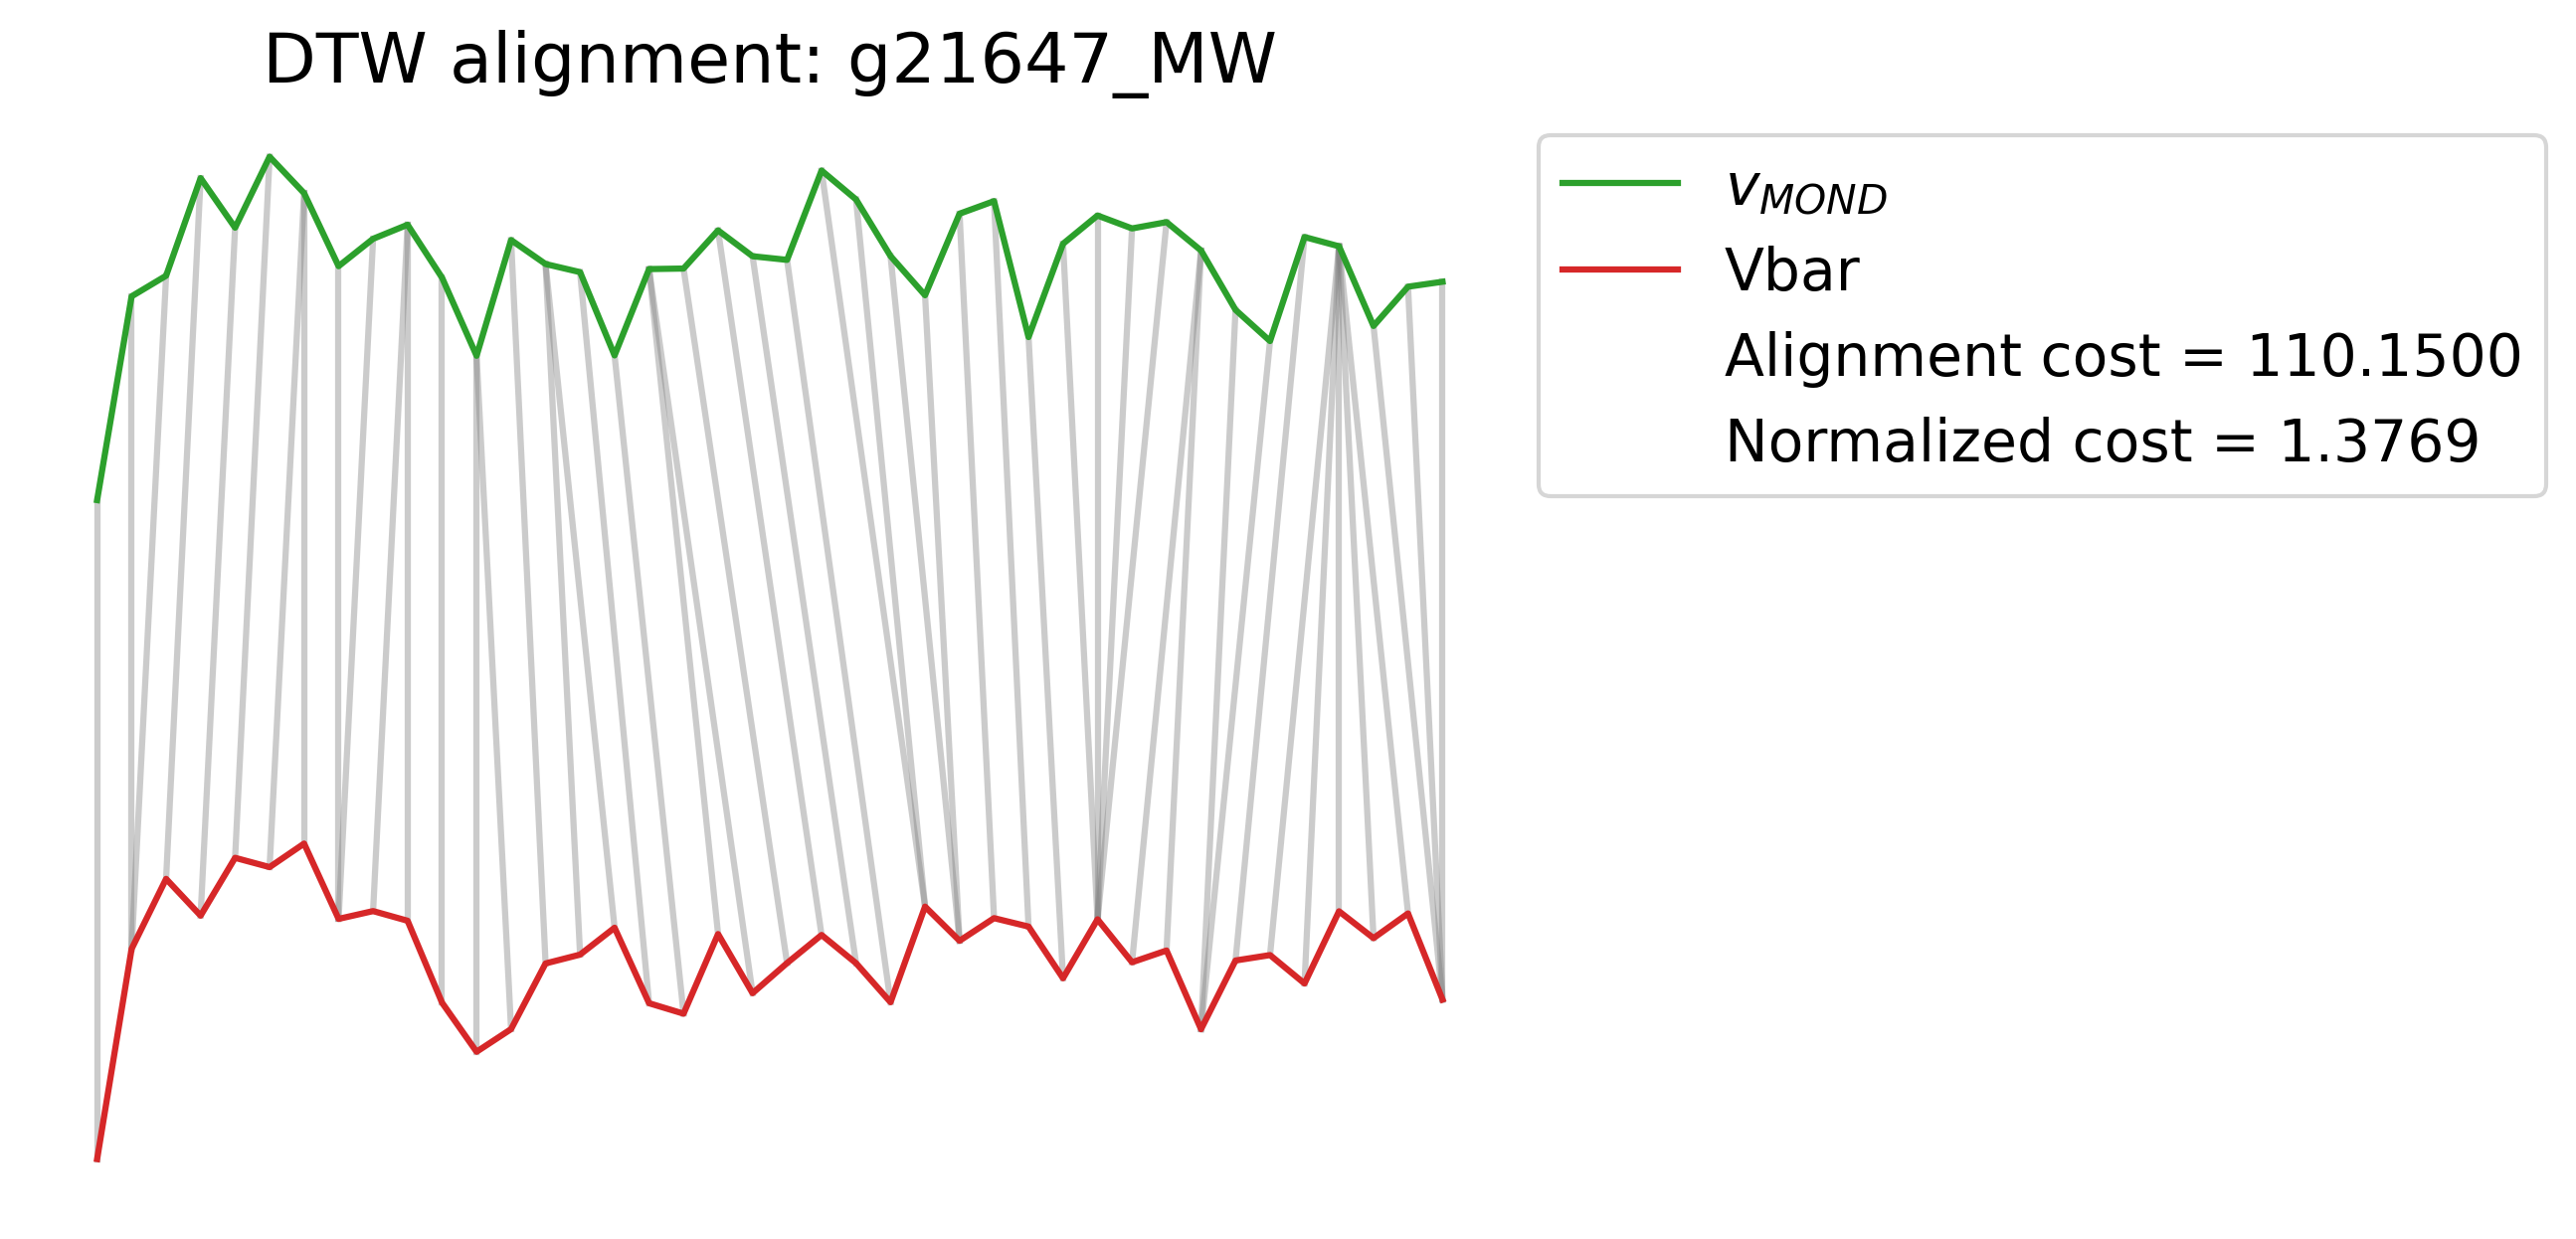 DTW alignment: g21647_MW
v_MOND
Vbar
Alignment cost = 110.1500
Normalized cost = 1.3769